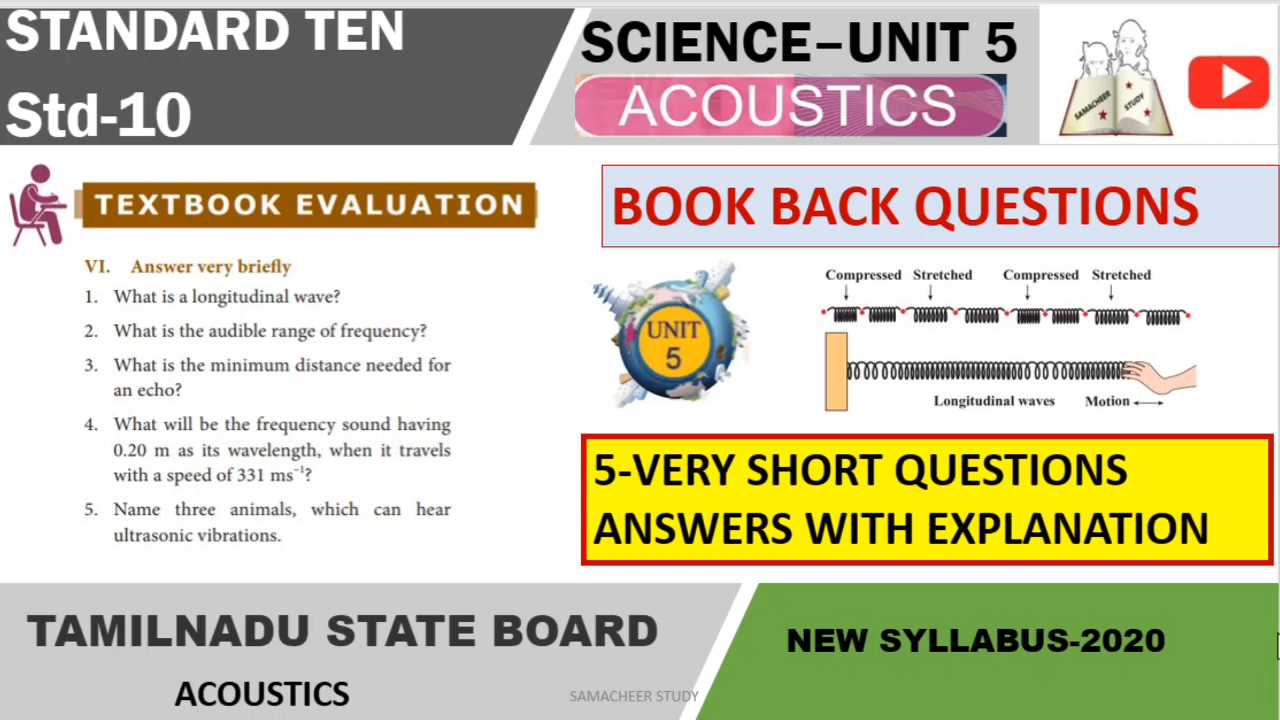 STANDARD TEN
Std-10
SCIENCE–UNIT 5
ACOUSTICS
SAMACHEER STUDY
TEXTBOOK EVALUATION
VI. Answer very briefly
1. What is a longitudinal wave?
2. What is the audible range of frequency?
3. What is the minimum distance needed for
an echo?
4. What will be the frequency sound having
0.20 m as its wavelength, when it travels
with a speed of 331 ms⁻¹?
5. Name three animals, which can hear
ultrasonic vibrations.
BOOK BACK QUESTIONS
UNIT
5
Compressed Stretched Compressed Stretched
Longitudinal waves Motion
5-VERY SHORT QUESTIONS
ANSWERS WITH EXPLANATION
TAMILNADU STATE BOARD
ACOUSTICS
SAMACHEER STUDY
NEW SYLLABUS-2020